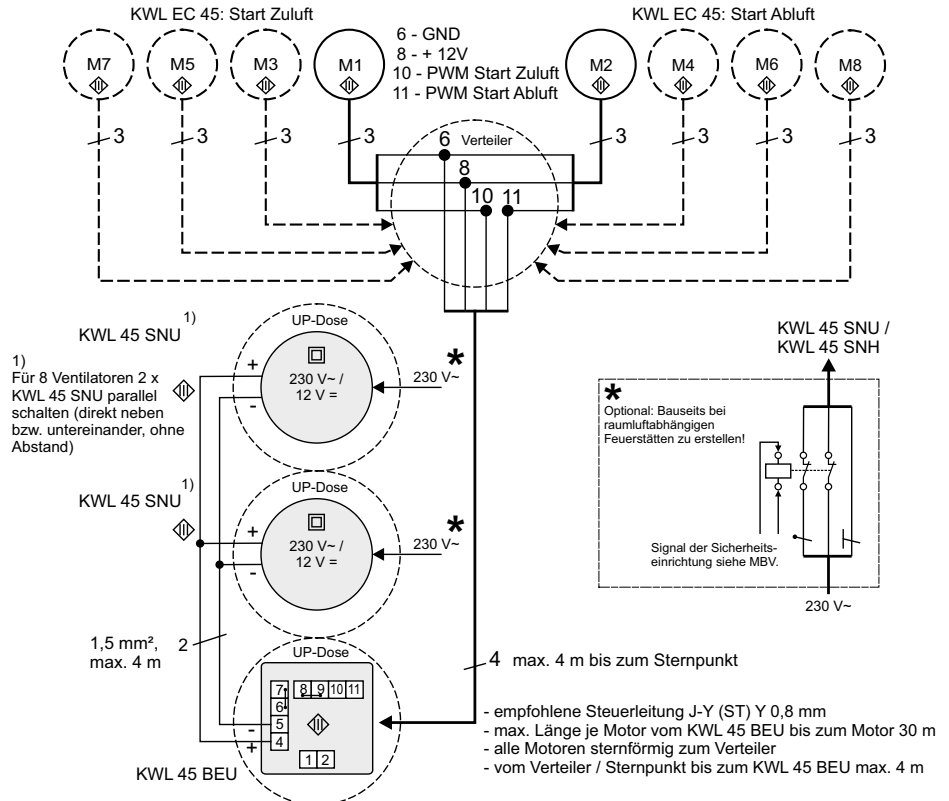 KWL EC 45: Start Zuluft
KWL EC 45: Start Abluft
M7
M5
M3
M1
6 - GND
8 - + 12V
10 - PWM Start Zuluft
11 - PWM Start Abluft
M2
M4
M6
M8
3
3
3
3
3
3
3
3
6
Verteiler
8
10
11
KWL 45 SNU 1)
UP-Dose
+
-
230 V~ /
12 V =
*
230 V~
1)
Für 8 Ventilatoren 2 x
KWL 45 SNU parallel
schalten (direkt neben
bzw. untereinander, ohne
Abstand)
KWL 45 SNU 1)
UP-Dose
+
-
230 V~ /
12 V =
*
230 V~
KWL 45 SNU /
KWL 45 SNH
*
Optional: Bauseits bei
raumluftabhängigen
Feuerstätten zu erstellen!
Signal der Sicherheits-
einrichtung siehe MBV.
230 V~
1,5 mm²,
max. 4 m
2
UP-Dose
7
8 9 10 11
6
5
4
-
+
1 2
KWL 45 BEU
4 max. 4 m bis zum Sternpunkt
- empfohlene Steuerleitung J-Y (ST) Y 0,8 mm
- max. Länge je Motor vom KWL 45 BEU bis zum Motor 30 m
- alle Motoren sternförmig zum Verteiler
- vom Verteiler / Sternpunkt bis zum KWL 45 BEU max. 4 m